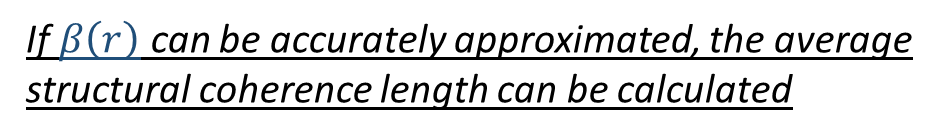 If β(r) can be accurately approximated, the average
structural coherence length can be calculated